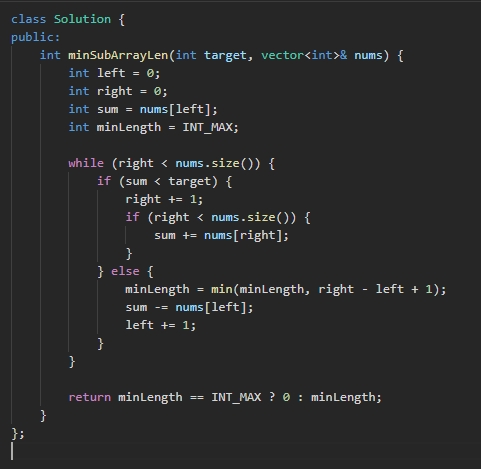 class Solution {
public:
    int minSubArrayLen(int target, vector<int>& nums) {
        int left = 0;
        int right = 0;
        int sum = nums[left];
        int minLength = INT_MAX;

        while (right < nums.size()) {
            if (sum < target) {
                right += 1;
                if (right < nums.size()) {
                    sum += nums[right];
                }
            } else {
                minLength = min(minLength, right - left + 1);
                sum -= nums[left];
                left += 1;
            }
        }

        return minLength == INT_MAX ? 0 : minLength;
    }
};